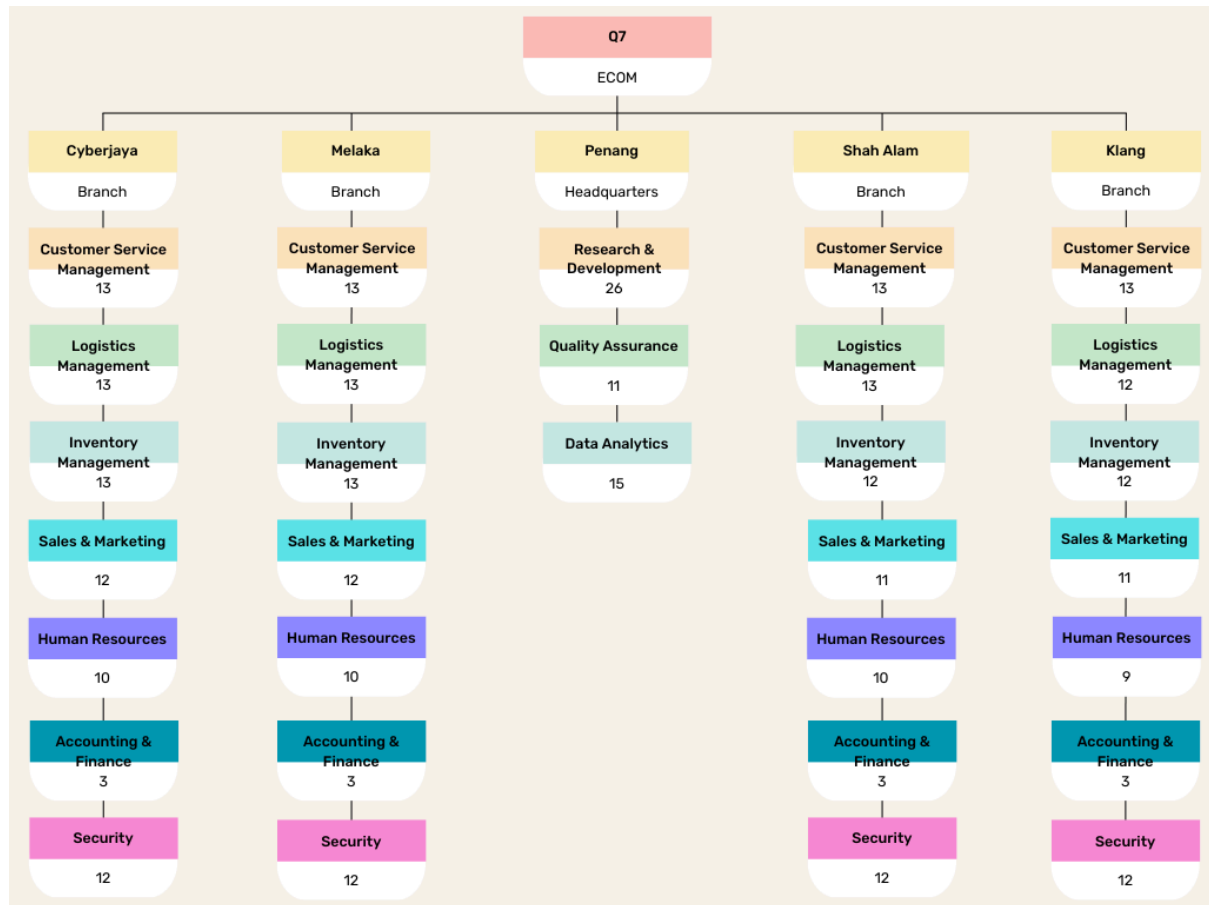 Q7
ECOM
Cyberjaya
Branch
Customer Service
Management
13
Logistics
Management
13
Inventory
Management
13
Sales & Marketing
12
Human Resources
10
Accounting &
Finance
3
Security
12
Melaka
Branch
Customer Service
Management
13
Logistics
Management
13
Inventory
Management
13
Sales & Marketing
12
Human Resources
10
Accounting &
Finance
3
Security
12
Penang
Headquarters
Research &
Development
26
Quality Assurance
11
Data Analytics
15
Shah Alam
Branch
Customer Service
Management
13
Logistics
Management
13
Inventory
Management
12
Sales & Marketing
11
Human Resources
10
Accounting &
Finance
3
Security
12
Klang
Branch
Customer Service
Management
13
Logistics
Management
12
Inventory
Management
12
Sales & Marketing
11
Human Resources
9
Accounting &
Finance
3
Security
12